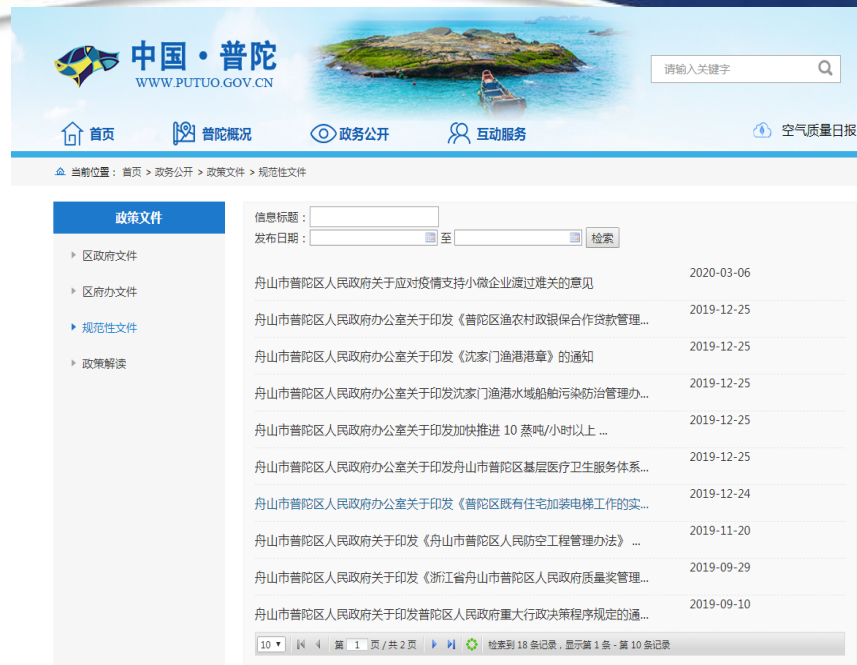 中国·普陀
WWW.PUTUO.GOV.CN
请输入关键字
首页
普陀概况
政务公开
互动服务
空气质量日报
当前位置： 首页 > 政务公开 > 政策文件 > 规范性文件
政策文件
区政府文件
区府办文件
规范性文件
政策解读
信息标题：
发布日期： 至 检索
舟山市普陀区人民政府关于应对疫情支持小微企业渡过难关的意见 2020-03-06
舟山市普陀区人民政府办公室关于印发《普陀区渔农村政银保合作贷款管理... 2019-12-25
舟山市普陀区人民政府办公室关于印发《沈家门渔港港章》的通知 2019-12-25
舟山市普陀区人民政府办公室关于印发沈家门渔港水域船舶污染防治管理办... 2019-12-25
舟山市普陀区人民政府办公室关于印发加快推进 10 蒸吨/小时以上 ... 2019-12-25
舟山市普陀区人民政府办公室关于印发舟山市普陀区基层医疗卫生服务体系... 2019-12-25
舟山市普陀区人民政府办公室关于印发《普陀区既有住宅加装电梯工作的实... 2019-12-24
舟山市普陀区人民政府关于印发《舟山市普陀区人民防空工程管理办法》 ... 2019-11-20
舟山市普陀区人民政府关于印发《浙江省舟山市普陀区人民政府质量奖管理... 2019-09-29
舟山市普陀区人民政府关于印发普陀区人民政府重大行政决策程序规定的通... 2019-09-10
10 第 1 页 / 共 2 页 检索到 18 条记录，显示第 1 条 - 第 10 条记录